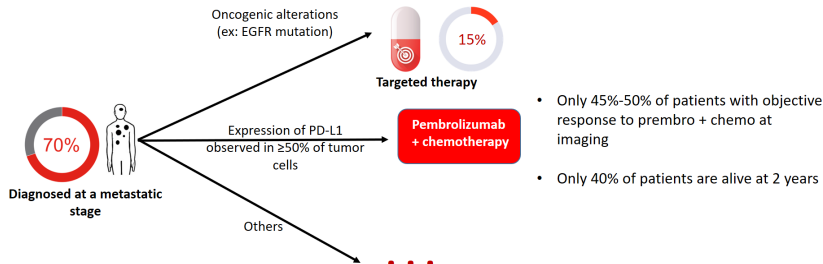 Oncogenic alterations
(ex: EGFR mutation)
15%
Targeted therapy
70%
Diagnosed at a metastatic
stage
Expression of PD-L1
observed in ≥50% of tumor
cells
Pembrolizumab
+ chemotherapy
• Only 45%-50% of patients with objective
response to prembro + chemo at
imaging
• Only 40% of patients are alive at 2 years
Others